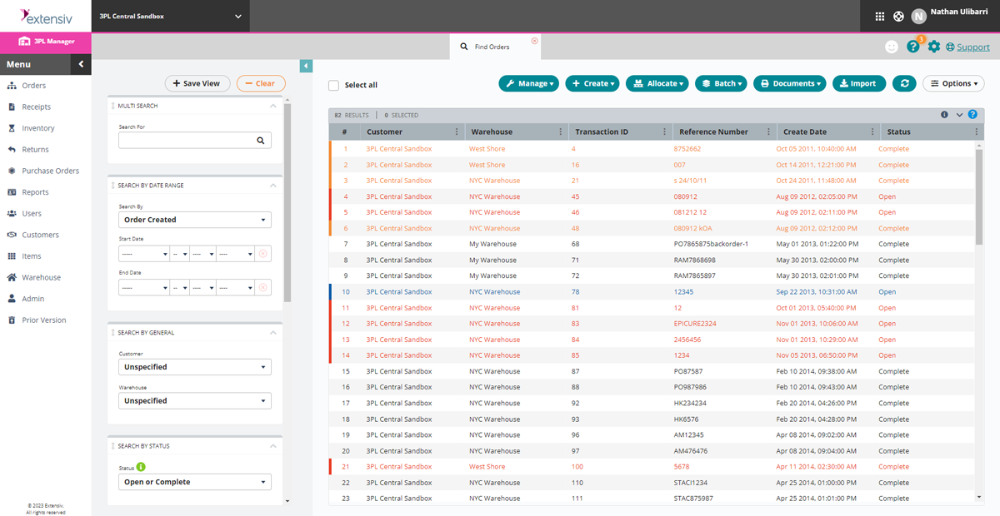 extensiv
3PL Central Sandbox
N
Nathan Ulibarri
3PL Manager
Menu
Orders
Receipts
Inventory
Returns
Purchase Orders
Reports
Users
Customers
Items
Warehouse
Admin
Prior Version
© 2023 Extensiv.
All rights reserved
Find Orders
3
Support
Save View
Clear
MULTI SEARCH
Search For
SEARCH BY DATE RANGE
Search By
Order Created
Start Date
----- -- ---- ----
End Date
----- -- ---- ----
SEARCH BY GENERAL
Customer
Unspecified
Warehouse
Unspecified
SEARCH BY STATUS
Status
Open or Complete
Select all
Manage Create Allocate Batch Documents Import Options
82 RESULTS | 0 SELECTED
# Customer Warehouse Transaction ID Reference Number Create Date Status
1 3PL Central Sandbox West Shore 4 8752662 Oct 05 2011, 10:40:00 AM Complete
2 3PL Central Sandbox West Shore 16 007 Oct 14 2011, 12:21:00 PM Complete
3 3PL Central Sandbox NYC Warehouse 21 s 24/10/11 Oct 24 2011, 11:48:00 AM Complete
4 3PL Central Sandbox NYC Warehouse 45 080912 Aug 09 2012, 02:05:00 PM Open
5 3PL Central Sandbox NYC Warehouse 46 081212 12 Aug 09 2012, 02:11:00 PM Open
6 3PL Central Sandbox NYC Warehouse 48 080912 kOA Aug 09 2012, 02:12:00 PM Complete
7 3PL Central Sandbox My Warehouse 68 PO7865875backorder-1 May 01 2013, 01:22:00 PM Complete
8 3PL Central Sandbox My Warehouse 71 RAM7868698 May 30 2013, 02:00:00 PM Complete
9 3PL Central Sandbox My Warehouse 72 RAM7865897 May 30 2013, 02:01:00 PM Complete
10 3PL Central Sandbox NYC Warehouse 78 12345 Sep 22 2013, 10:31:00 AM Open
11 3PL Central Sandbox NYC Warehouse 81 12 Oct 01 2013, 05:40:00 PM Open
12 3PL Central Sandbox NYC Warehouse 83 EPICURE2324 Nov 01 2013, 10:06:00 AM Open
13 3PL Central Sandbox NYC Warehouse 84 2456456 Nov 01 2013, 10:29:00 AM Open
14 3PL Central Sandbox NYC Warehouse 85 1234 Nov 05 2013, 06:50:00 PM Open
15 3PL Central Sandbox NYC Warehouse 87 PO87587 Feb 10 2014, 09:38:00 AM Complete
16 3PL Central Sandbox NYC Warehouse 88 PO987986 Feb 10 2014, 09:43:00 AM Complete
17 3PL Central Sandbox NYC Warehouse 92 HK234234 Feb 20 2014, 04:26:00 PM Complete
18 3PL Central Sandbox NYC Warehouse 93 HK6576 Feb 20 2014, 04:28:00 PM Complete
19 3PL Central Sandbox NYC Warehouse 96 AM12345 Apr 08 2014, 09:02:00 AM Complete
20 3PL Central Sandbox NYC Warehouse 97 AM476476 Apr 08 2014, 09:04:00 AM Complete
21 3PL Central Sandbox West Shore 100 5678 Apr 11 2014, 02:30:00 AM Complete
22 3PL Central Sandbox NYC Warehouse 110 STACI1234 Apr 25 2014, 01:00:00 PM Complete
23 3PL Central Sandbox NYC Warehouse 111 STAC875987 Apr 25 2014, 01:01:00 PM Complete